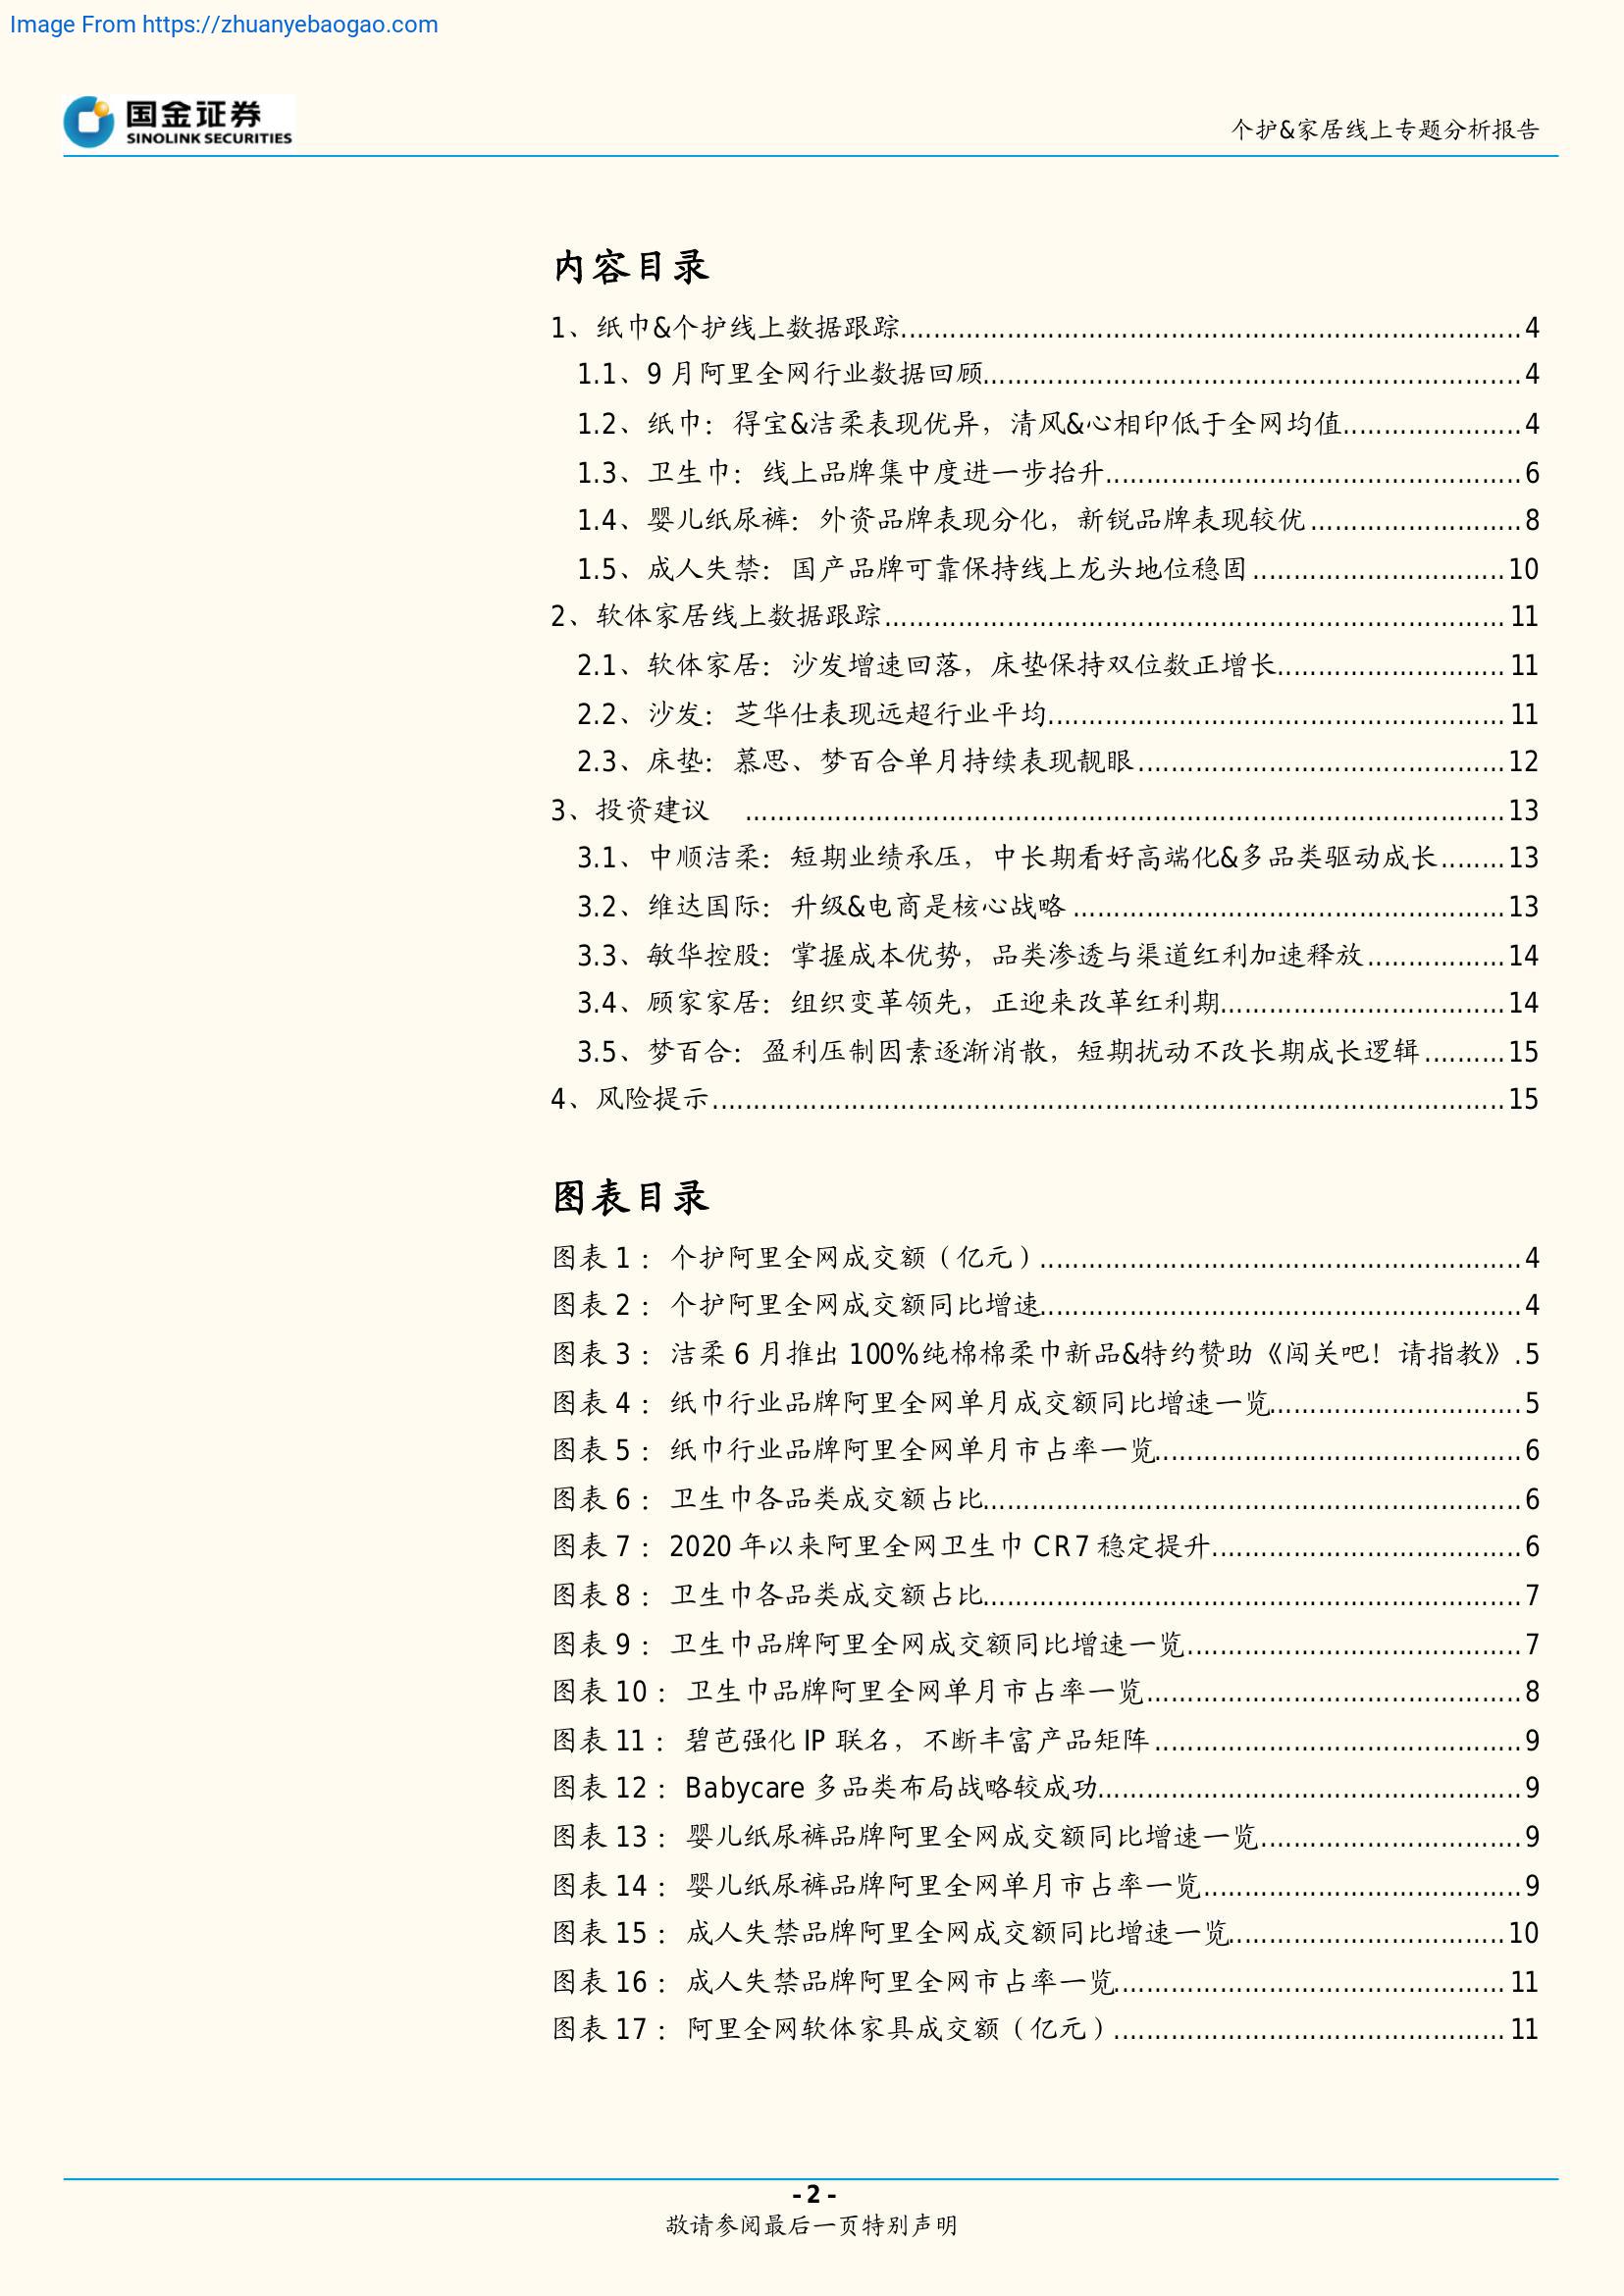 Image From https://zhuanyebaogao.com
国金证券
SINOLINK SECURITIES
个护&家居线上专题分析报告
内容目录
1、纸巾&个护线上数据跟踪...........................................................................4
1.1、9 月阿里全网行业数据回顾.................................................................4
1.2、纸巾：得宝&洁柔表现优异，清风&心相印低于全网均值......................4
1.3、卫生巾：线上品牌集中度进一步抬升..................................................6
1.4、婴儿纸尿裤：外资品牌表现分化，新锐品牌表现较优..........................8
1.5、成人失禁：国产品牌可靠保持线上龙头地位稳固...............................10
2、软体家居线上数据跟踪...........................................................................11
2.1、软体家居：沙发增速回落，床垫保持双位数正增长............................11
2.2、沙发：芝华仕表现远超行业平均.......................................................11
2.3、床垫：慕思、梦百合单月持续表现靓眼.............................................12
3、投资建议 ............................................................................................13
3.1、中顺洁柔：短期业绩承压，中长期看好高端化&多品类驱动成长........13
3.2、维达国际：升级&电商是核心战略.....................................................13
3.3、敏华控股：掌握成本优势，品类渗透与渠道红利加速释放.................14
3.4、顾家家居：组织变革领先，正迎来改革红利期...................................14
3.5、梦百合：盈利压制因素逐渐消散，短期扰动不改长期成长逻辑..........15
4、风险提示................................................................................................15
图表目录
图表 1： 个护阿里全网成交额（亿元）..........................................................4
图表 2： 个护阿里全网成交额同比增速..........................................................4
图表 3： 洁柔 6 月推出 100%纯棉棉柔巾新品&特约赞助《闯关吧！请指教》.5
图表 4： 纸巾行业品牌阿里全网单月成交额同比增速一览..............................5
图表 5： 纸巾行业品牌阿里全网单月市占率一览............................................6
图表 6： 卫生巾各品类成交额占比.................................................................6
图表 7： 2020 年以来阿里全网卫生巾 CR7 稳定提升.....................................6
图表 8： 卫生巾各品类成交额占比.................................................................7
图表 9： 卫生巾品牌阿里全网成交额同比增速一览........................................7
图表 10： 卫生巾品牌阿里全网单月市占率一览.............................................8
图表 11： 碧芭强化 IP 联名，不断丰富产品矩阵............................................9
图表 12： Babycare 多品类布局战略较成功...................................................9
图表 13： 婴儿纸尿裤品牌阿里全网成交额同比增速一览...............................9
图表 14： 婴儿纸尿裤品牌阿里全网单月市占率一览......................................9
图表 15： 成人失禁品牌阿里全网成交额同比增速一览.................................10
图表 16： 成人失禁品牌阿里全网市占率一览...............................................11
图表 17： 阿里全网软体家具成交额（亿元）...............................................11
- 2 -
敬请参阅最后一页特别声明